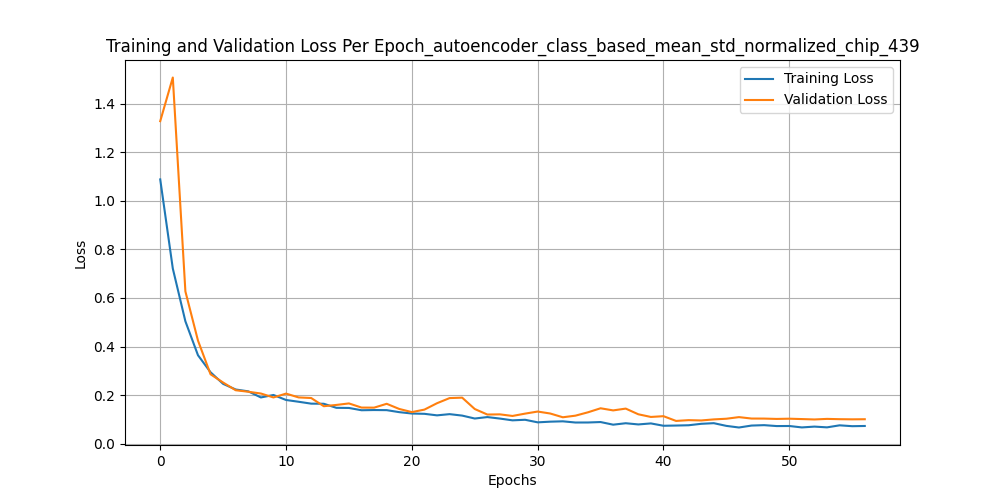 Training and Validation Loss Per Epoch_autoencoder_class_based_mean_std_normalized_chip_439
Training Loss
Validation Loss
1.4
1.2
1.0
0.8
0.6
0.4
0.2
0.0
Loss
0 10 20 30 40 50
Epochs